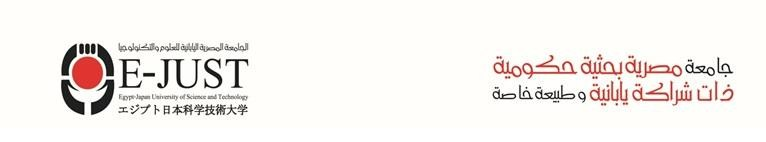 الجامعة المصرية اليابانية للعلوم والتكنولوجيا
E-JUST
Egypt-Japan University of Science and Technology
エジプト日本科学技術大学
جامعة مصرية بحثية حكومية
ذات شراكة يابانية وطبيعة خاصة